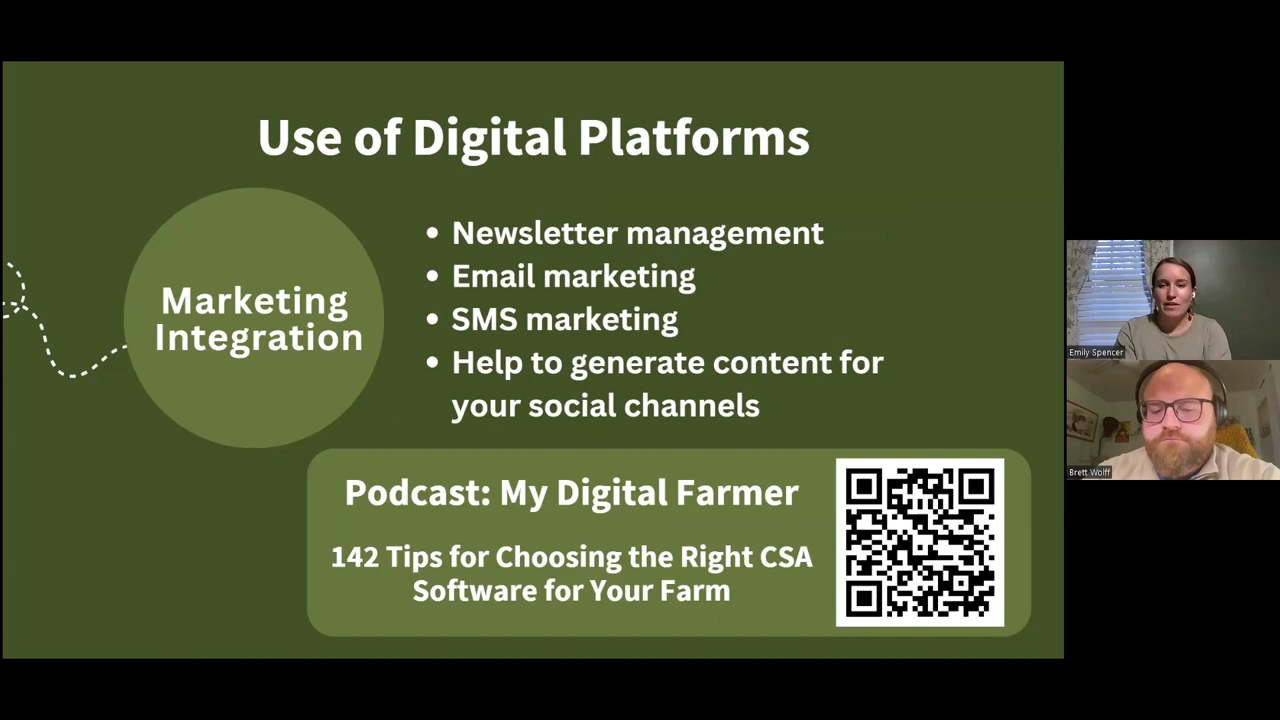 Use of Digital Platforms
Marketing
Integration
• Newsletter management
• Email marketing
• SMS marketing
• Help to generate content for
your social channels
Podcast: My Digital Farmer
142 Tips for Choosing the Right CSA
Software for Your Farm
Emily Spencer
Brett Wolff